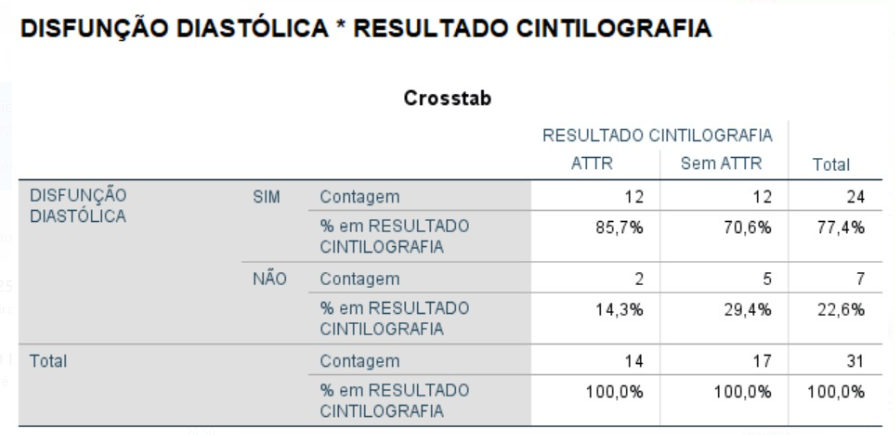 DISFUNÇÃO DIASTÓLICA * RESULTADO CINTILOGRAFIA
Crosstab
RESULTADO CINTILOGRAFIA
ATTR Sem ATTR Total
DISFUNÇÃO DIASTÓLICA SIM Contagem 12 12 24
% em RESULTADO CINTILOGRAFIA 85,7% 70,6% 77,4%
NÃO Contagem 2 5 7
% em RESULTADO CINTILOGRAFIA 14,3% 29,4% 22,6%
Total Contagem 14 17 31
% em RESULTADO CINTILOGRAFIA 100,0% 100,0% 100,0%